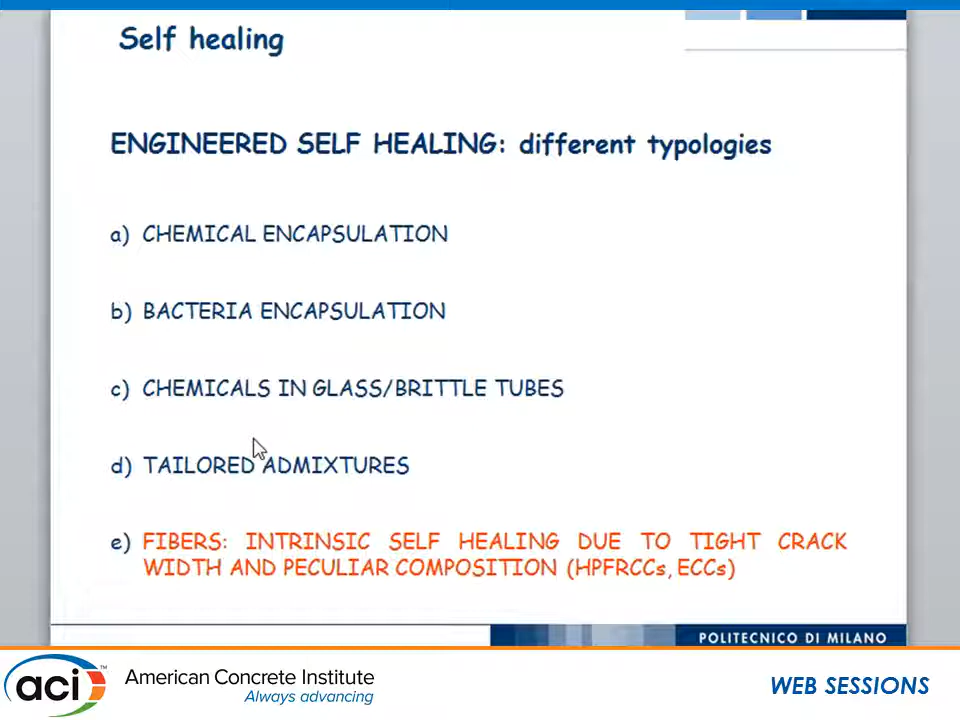 Self healing
ENGINEERED SELF HEALING: different typologies
a) CHEMICAL ENCAPSULATION
b) BACTERIA ENCAPSULATION
c) CHEMICALS IN GLASS/BRITTLE TUBES
d) TAILORED ADMIXTURES
e) FIBERS: INTRINSIC SELF HEALING DUE TO TIGHT CRACK
WIDTH AND PECULIAR COMPOSITION (HPFRCCs, ECCs)
POLITECNICO DI MILANO
aci™ American Concrete Institute
Always advancing
WEB SESSIONS